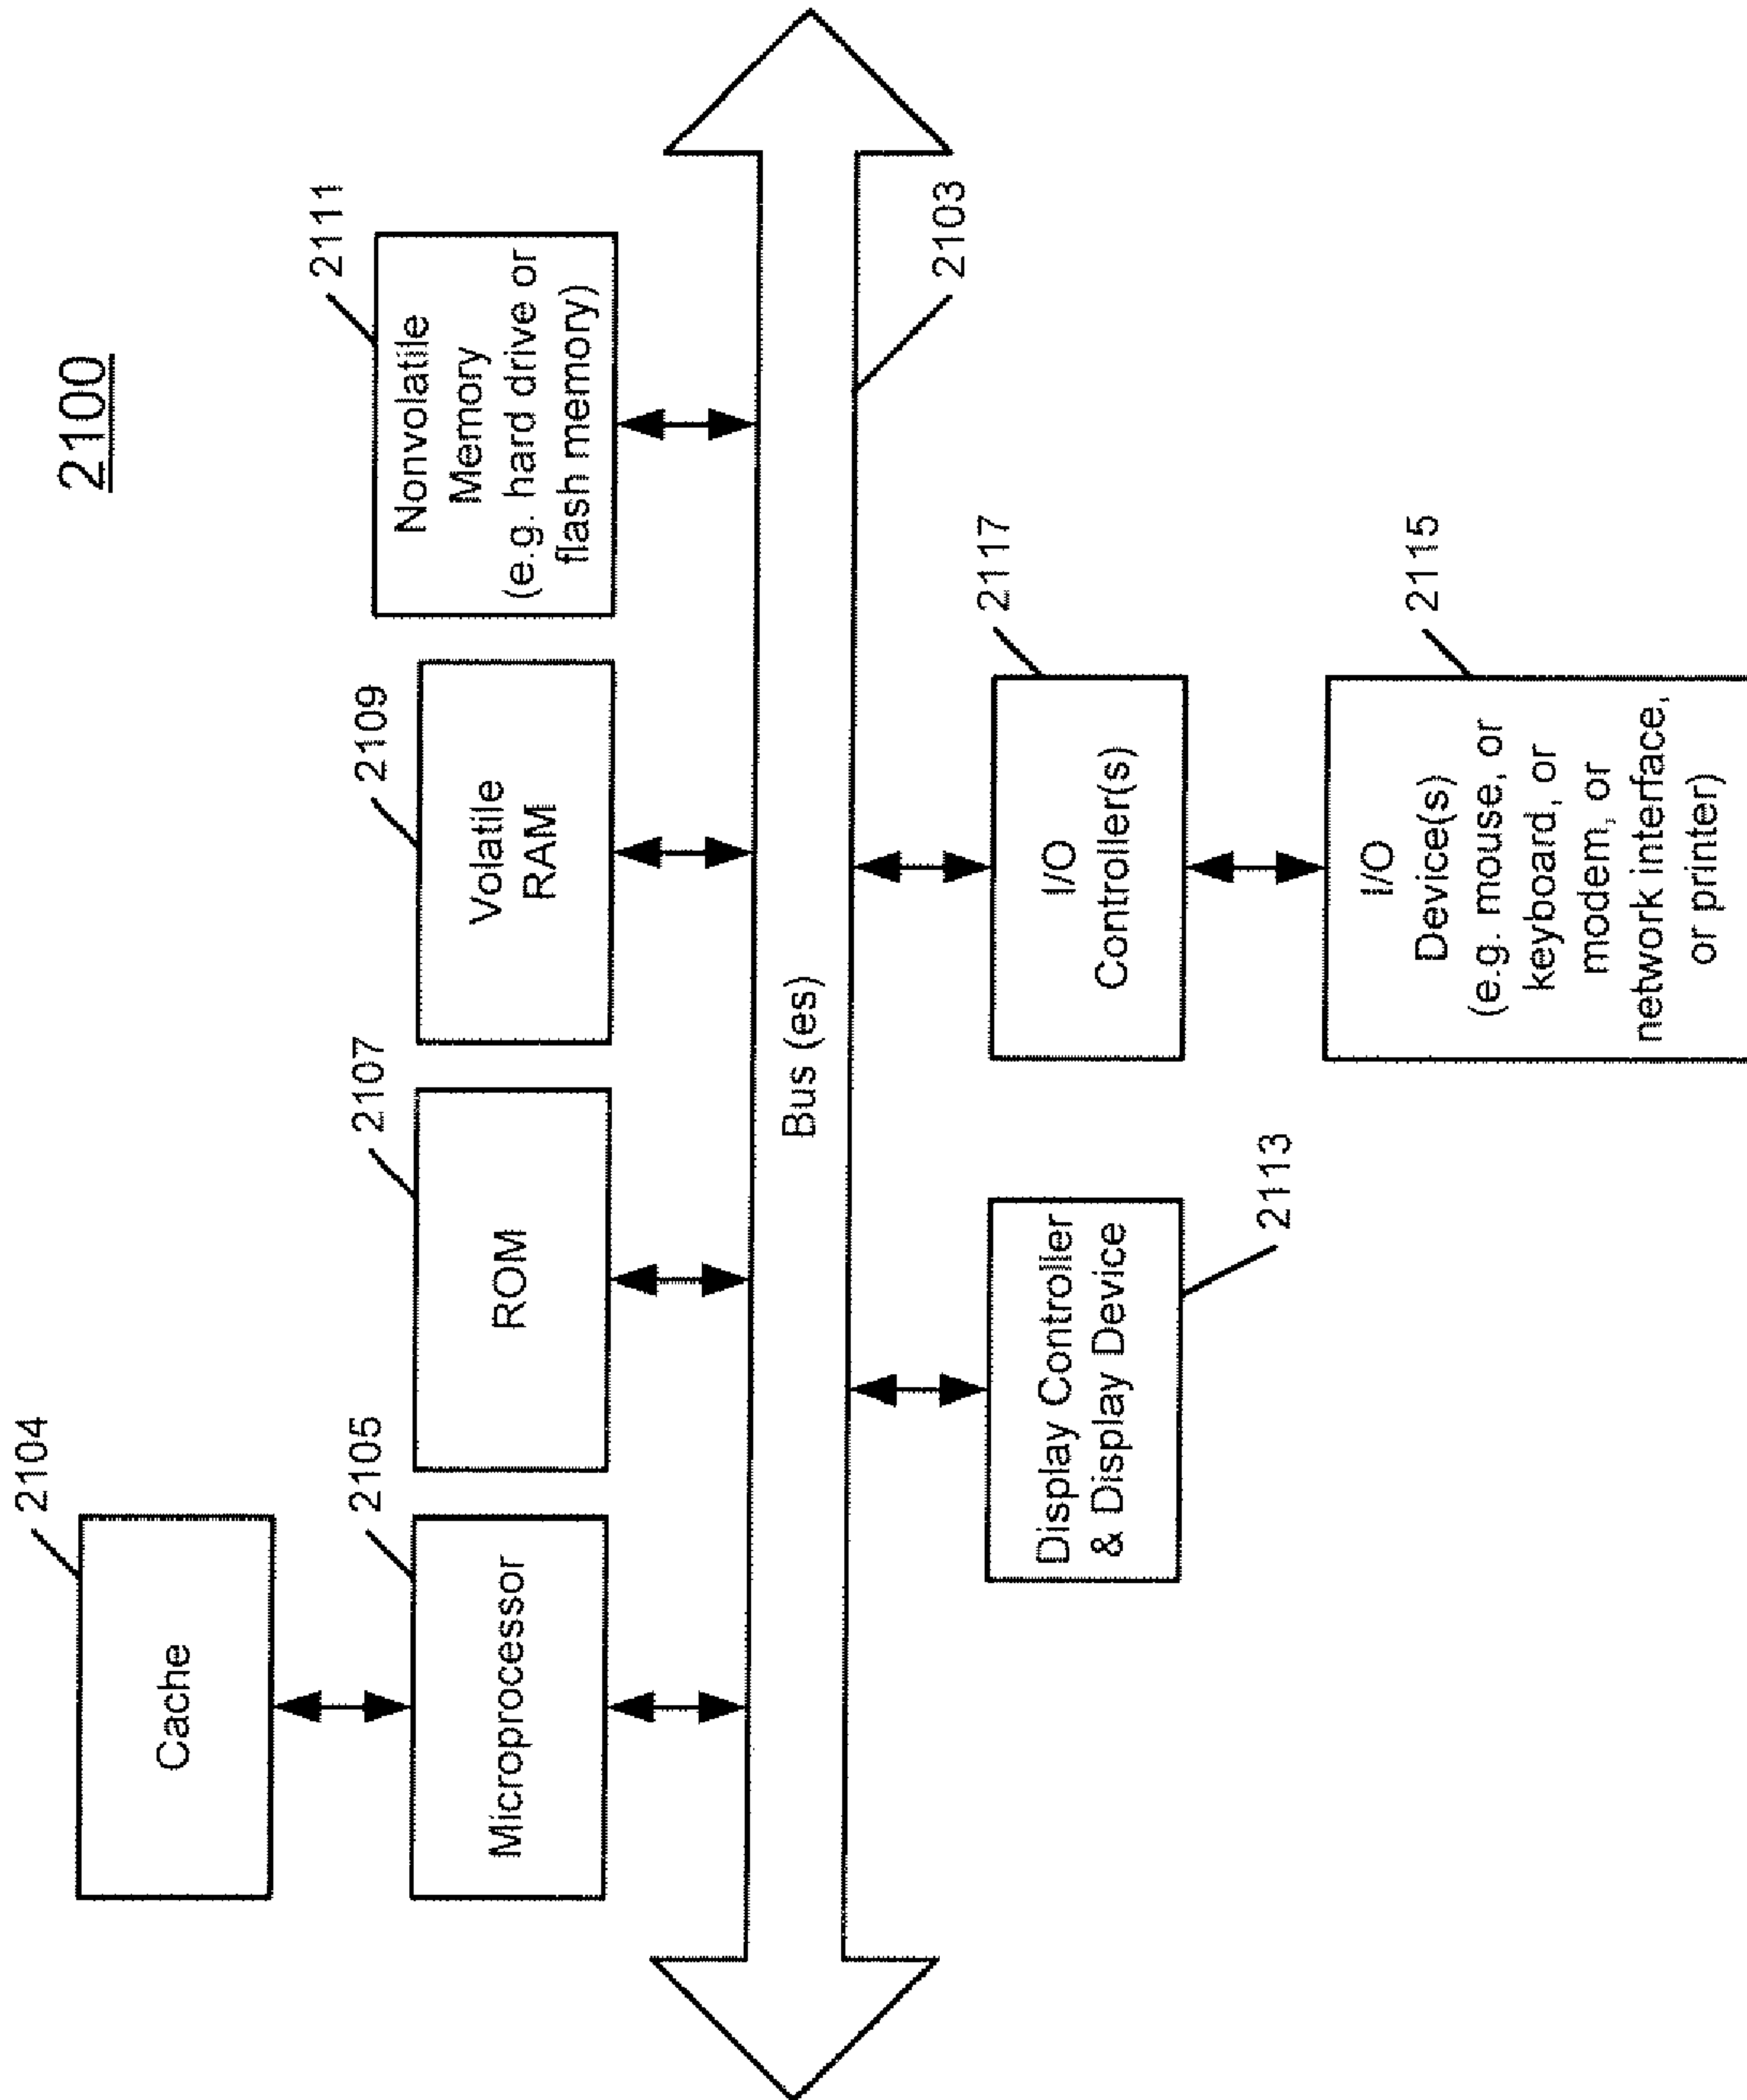 2100
2104
Cache
2105
Microprocessor
2107
ROM
2109
Volatile
RAM
2111
Nonvolatile
Memory
(e.g. hard drive or
flash memory)
Bus (es)
2103
2113
Display Controller
& Display Device
2117
I/O
Controller(s)
2115
I/O
Device(s)
(e.g. mouse, or
keyboard, or
modem, or
network interface,
or printer)